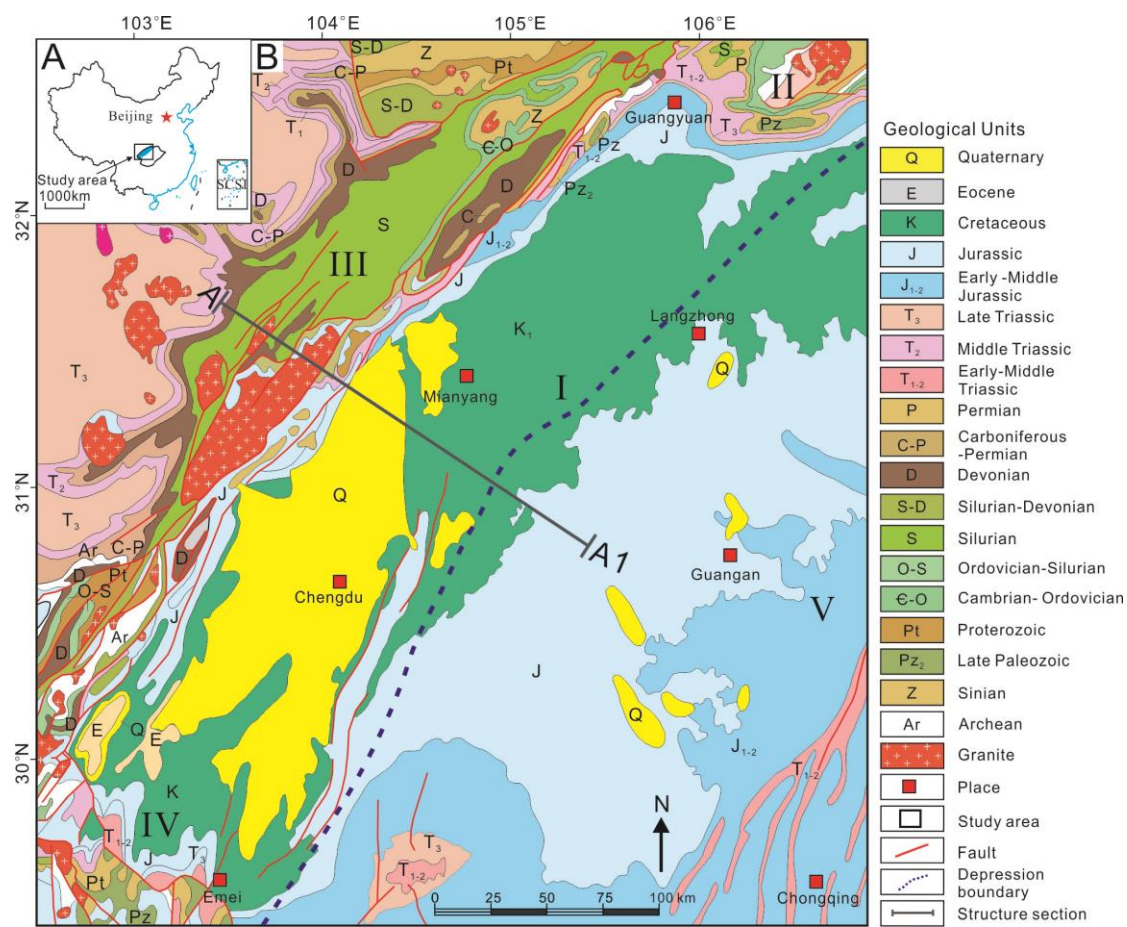 103°E
104°E
105°E
106°E
A
Beijing
Study area
1000km
SCSI
B
S-D
Z
C-P
Pt
S-D
T₂
T₁
Z
Є-O
D
D
C-P
S
P
II
T₁₋₂
Guangyuan
J
T₃
Pz
Pz
T₁₋₂
D
Pz₂
C
J₁₋₂
J
32°N
S
III
A
K₁
Langzhong
Q
I
Mianyang
T₃
T₂
T₃
31°N
J
Q
A1
Guangan
V
Ar
C-P
D
D
Pt
O-S
Ar
J
D
Chengdu
J
Q
J₁₋₂
D
E
Q
E
30°N
K
IV
T₁₋₂
J
T₃
Pt
Pz
Emei
T₃
T₁₋₂
T₁₋₂
N
Chongqing
0
25
50
75
100 km
Geological Units
Q Quaternary
E Eocene
K Cretaceous
J Jurassic
J₁₋₂ Early -Middle
Jurassic
T₃ Late Triassic
T₂ Middle Triassic
T₁₋₂ Early-Middle
Triassic
P Permian
C-P Carboniferous
-Permian
D Devonian
S-D Silurian-Devonian
S Silurian
O-S Ordovician-Silurian
Є-O Cambrian- Ordovician
Pt Proterozoic
Pz₂ Late Paleozoic
Z Sinian
Ar Archean
Granite
Place
Study area
Fault
Depression
boundary
Structure section